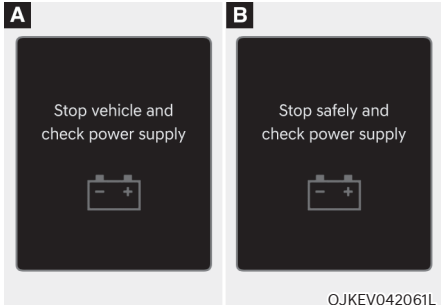 A
Stop vehicle and
check power supply
- +
B
Stop safely and
check power supply
- +
OJKEV042061L